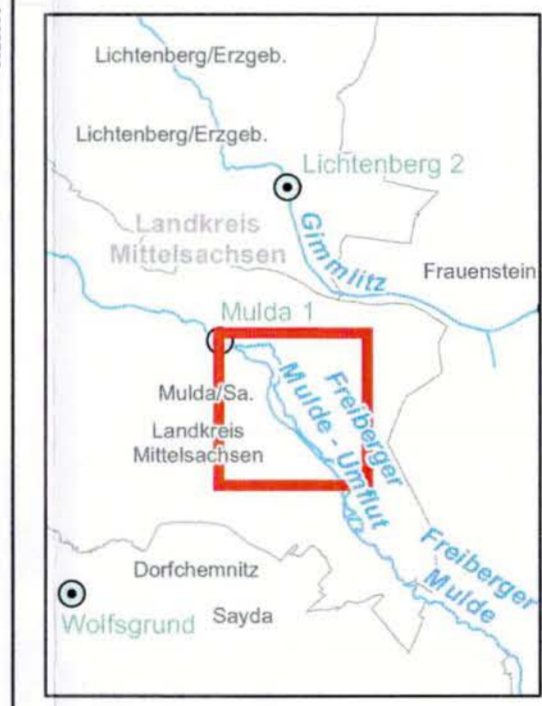 Lichtenberg/Erzgeb.
Lichtenberg/Erzgeb.
Lichtenberg 2
Landkreis
Mittelsachsen
Gimmlitz
Frauenstein
Mulda 1
Mulda/Sa.
Landkreis
Mittelsachsen
Freiberger
Mulde - Umflut
Freiberger
Mulde
Dorfchemnitz
Wolfsgrund
Sayda